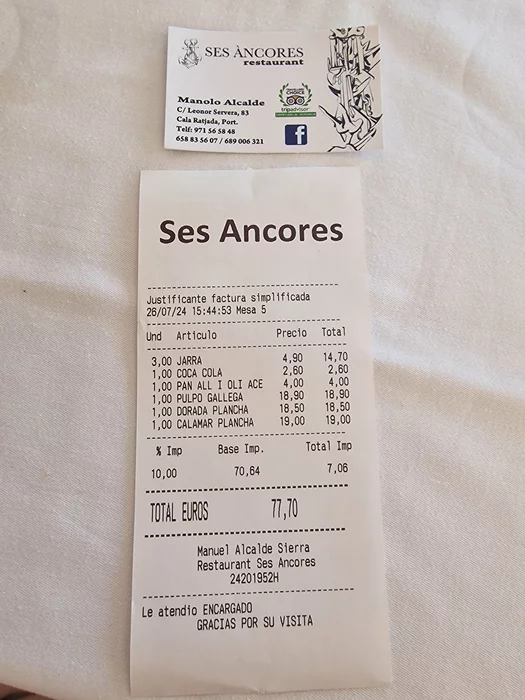 SES ÀNCORES
restaurant
Manolo Alcalde
C/ Leonor Servera, 83
Cala Ratjada, Port.
Telf: 971 56 58 48
658 83 56 07 / 689 006 321
CHOICE
tripadvisor
f
Ses Ancores
Justificante factura simplificada
26/07/24 15:44:53 Mesa 5
Und Artículo Precio Total
3,00 JARRA 4,90 14,70
1,00 COCA COLA 2,60 2,60
1,00 PAN ALL I OLI ACE 4,00 4,00
1,00 PULPO GALLEGA 18,90 18,90
1,00 DORADA PLANCHA 18,50 18,50
1,00 CALAMAR PLANCHA 19,00 19,00
% Imp Base Imp. Total Imp
10,00 70,64 7,06
TOTAL EUROS 77,70
Manuel Alcalde Sierra
Restaurant Ses Ancores
24201952H
Le atendio ENCARGADO
GRACIAS POR SU VISITA